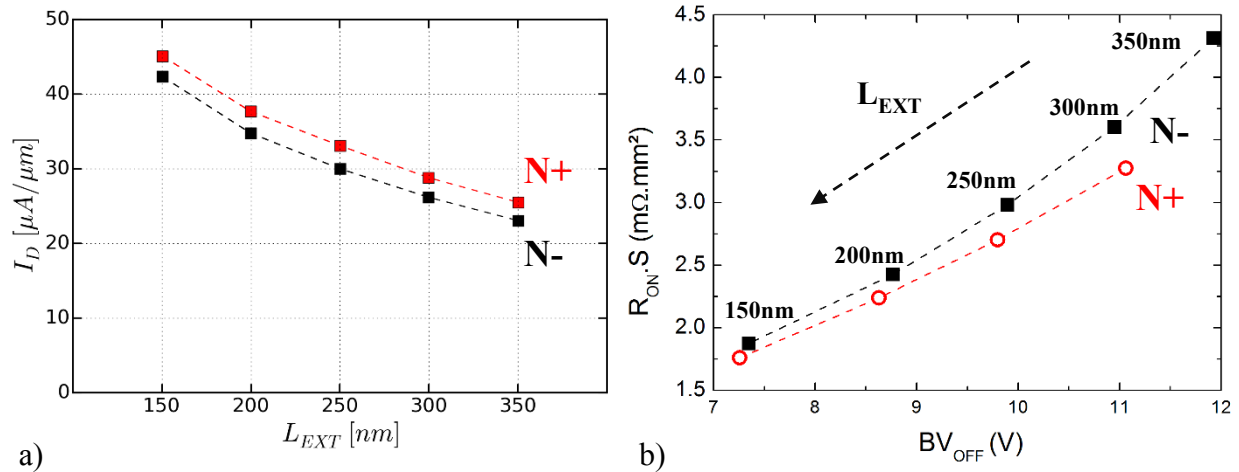 a)
50
40
30
20
10
0
I_D [μA/μm]
N+
N-
150 200 250 300 350
L_EXT [nm]
b)
4.5
4.0
3.5
3.0
2.5
2.0
1.5
R_ON.S (mΩ.mm²)
350nm
300nm
250nm
200nm
150nm
L_EXT
N-
N+
7 8 9 10 11 12
BV_OFF (V)